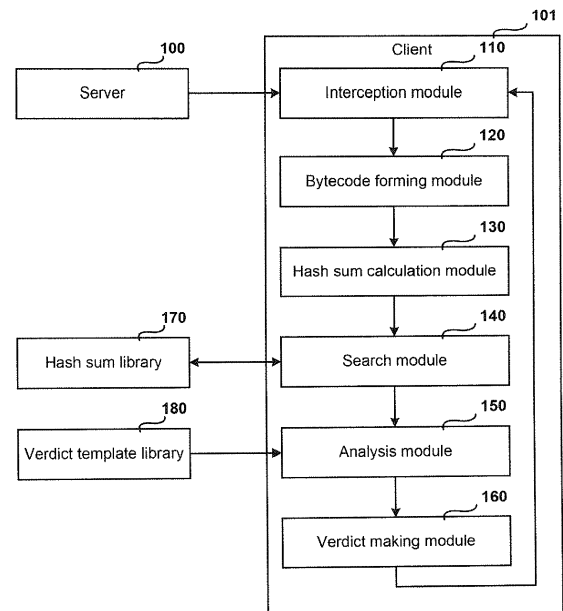 101
100
Client
110
Server
Interception module
120
Bytecode forming module
130
Hash sum calculation module
170
140
Hash sum library
Search module
180
150
Verdict template library
Analysis module
160
Verdict making module